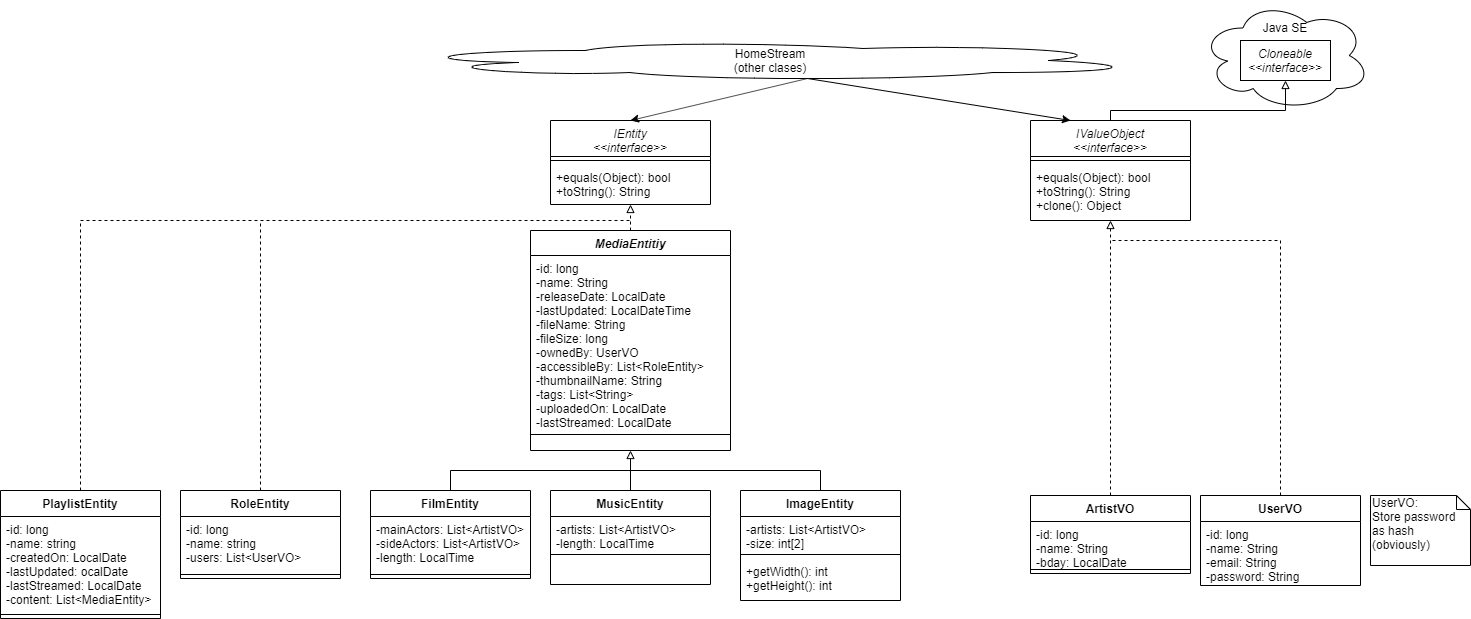 Java SE
Cloneable
<<interface>>
HomeStream
(other clases)
IEntity
<<interface>>
+equals(Object): bool
+toString(): String
IValueObject
<<interface>>
+equals(Object): bool
+toString(): String
+clone(): Object
MediaEntitiy
-id: long
-name: String
-releaseDate: LocalDate
-lastUpdated: LocalDateTime
-fileName: String
-fileSize: long
-ownedBy: UserVO
-accessibleBy: List<RoleEntity>
-thumbnailName: String
-tags: List<String>
-uploadedOn: LocalDate
-lastStreamed: LocalDate
PlaylistEntity
-id: long
-name: string
-createdOn: LocalDate
-lastUpdated: ocalDate
-lastStreamed: LocalDate
-content: List<MediaEntity>
RoleEntity
-id: long
-name: string
-users: List<UserVO>
FilmEntity
-mainActors: List<ArtistVO>
-sideActors: List<ArtistVO>
-length: LocalTime
MusicEntity
-artists: List<ArtistVO>
-length: LocalTime
ImageEntity
-artists: List<ArtistVO>
-size: int[2]
+getWidth(): int
+getHeight(): int
ArtistVO
-id: long
-name: String
-bday: LocalDate
UserVO
-id: long
-name: String
-email: String
-password: String
UserVO:
Store password
as hash
(obviously)